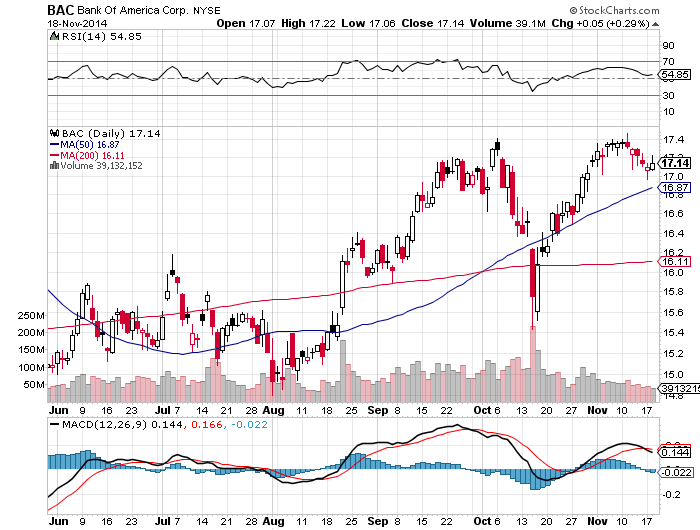 BAC Bank Of America Corp. NYSE © StockCharts.com
18-Nov-2014 Open 17.07 High 17.22 Low 17.06 Close 17.14 Volume 39.1M Chg +0.05 (+0.29%)
RSI(14) 54.85
90
70
54.85
50
30
10
BAC (Daily) 17.14
MA(50) 16.87
MA(200) 16.11
Volume 39,132,152
17.4
17.2
17.14
17.0
16.87
16.8
16.6
16.4
16.2
16.11
16.0
15.8
15.6
250M
15.4
200M
15.2
150M
100M
15.0
50M
3913215
14.8
Jun 9 16 23 Jul 7 14 21 28 Aug 11 18 25 Sep 8 15 22 Oct 6 13 20 27 Nov 10 17
MACD(12,26,9) 0.144, 0.166, -0.022
0.144
-0.022
-0.2
Jun 9 16 23 Jul 7 14 21 28 Aug 11 18 25 Sep 8 15 22 Oct 6 13 20 27 Nov 10 17